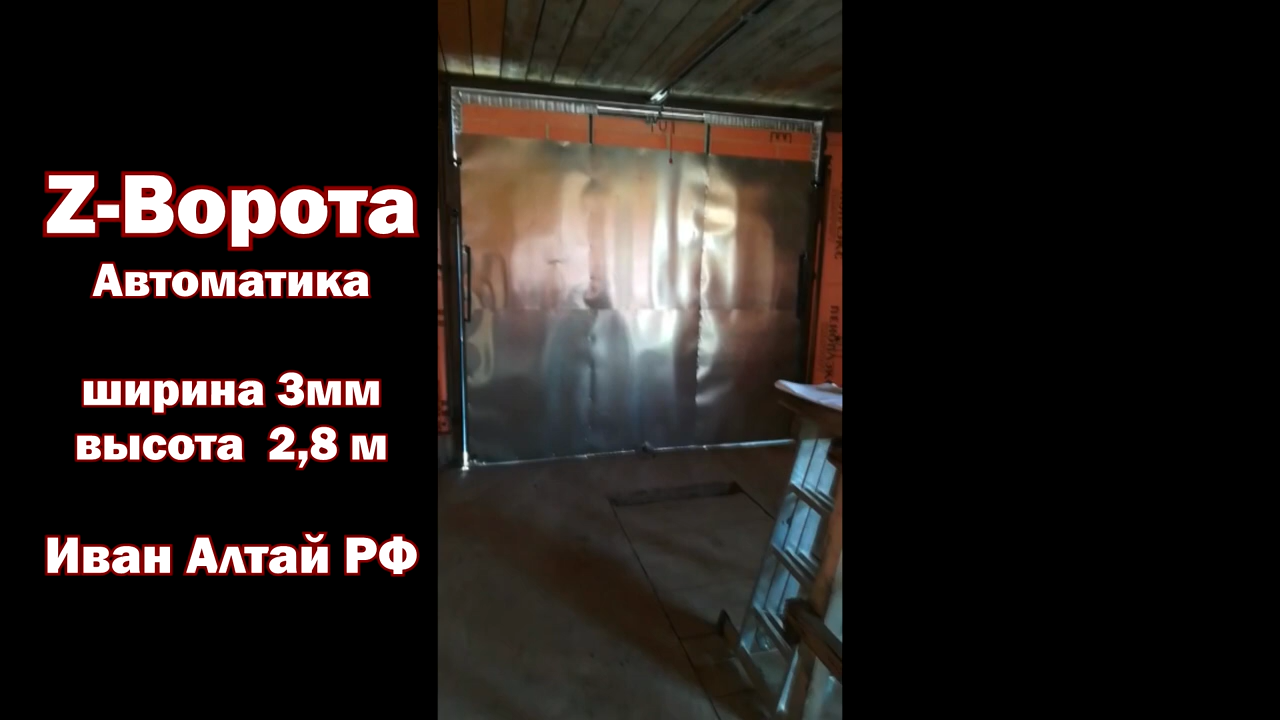 Z-Ворота
Автоматика
ширина 3мм
высота 2,8 м
Иван Алтай РФ